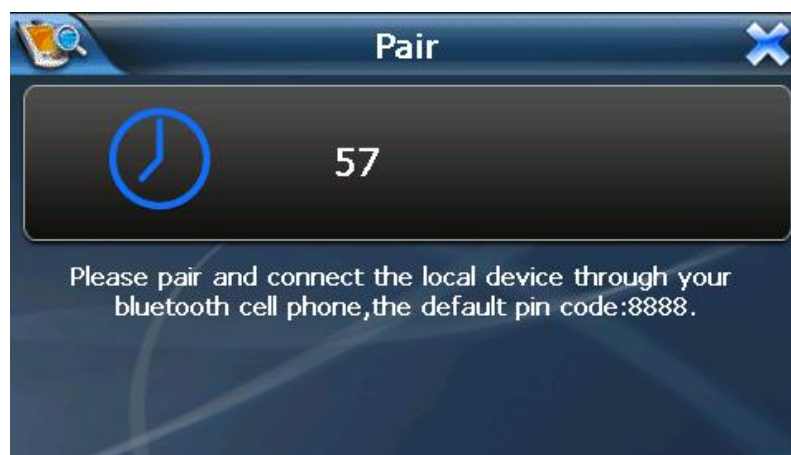 Pair
57
Please pair and connect the local device through your
bluetooth cell phone,the default pin code:8888.